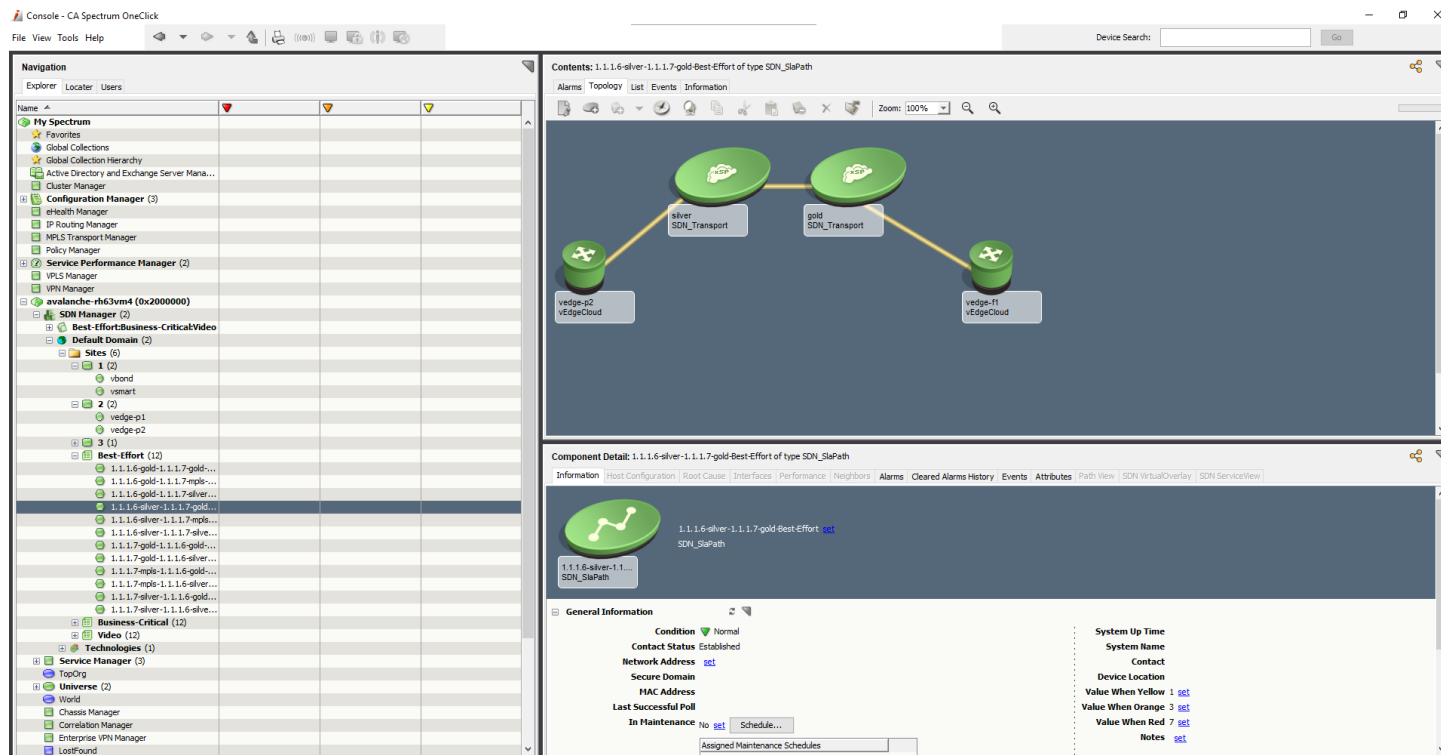 Console - CA Spectrum OneClick
File View Tools Help
Device Search:
Go
Navigation
Explorer Locater Users
Name
My Spectrum
Favorites
Global Collections
Global Collection Hierarchy
Active Directory and Exchange Server Mana...
Cluster Manager
Configuration Manager (3)
eHealth Manager
IP Routing Manager
MPLS Transport Manager
Policy Manager
Service Performance Manager (2)
VPLS Manager
VPN Manager
avalanche-rh63vm4 (0x2000000)
SDN Manager (2)
Best-Effort:Business-Critical:Video
Default Domain (2)
Sites (6)
1 (2)
vbond
vsmart
2 (2)
vedge-p1
vedge-p2
3 (1)
Best-Effort (12)
1.1.1.6-gold-1.1.1.7-gold-...
1.1.1.6-gold-1.1.1.7-mpls-...
1.1.1.6-gold-1.1.1.7-silver...
1.1.1.6-silver-1.1.1.7-gold...
1.1.1.6-silver-1.1.1.7-mpls...
1.1.1.6-silver-1.1.1.7-silve...
1.1.1.7-gold-1.1.1.6-gold-...
1.1.1.7-gold-1.1.1.6-silver...
1.1.1.7-mpls-1.1.1.6-gold-...
1.1.1.7-mpls-1.1.1.6-silver...
1.1.1.7-silver-1.1.1.6-gold...
1.1.1.7-silver-1.1.1.6-silve...
Business-Critical (12)
Video (12)
Technologies (1)
Service Manager (3)
TopOrg
Universe (2)
World
Chassis Manager
Correlation Manager
Enterprise VPN Manager
LostFound
Contents: 1.1.1.6-silver-1.1.1.7-gold-Best-Effort of type SDN_SlaPath
Alarms Topology List Events Information
Zoom: 100%
xSP
xSP
silver
SDN_Transport
gold
SDN_Transport
vedge-p2
vEdgeCloud
vedge-f1
vEdgeCloud
Component Detail: 1.1.1.6-silver-1.1.1.7-gold-Best-Effort of type SDN_SlaPath
Information Host Configuration Root Cause Interfaces Performance Neighbors Alarms Cleared Alarms History Events Attributes Path View SDN VirtualOverlay SDN ServiceView
1.1.1.6-silver-1.1.1.7-gold-Best-Effort set
SDN_SlaPath
1.1.1.6-silver-1.1....
SDN_SlaPath
General Information
Condition Normal
Contact Status Established
Network Address set
Secure Domain
MAC Address
Last Successful Poll
In Maintenance No set Schedule...
Assigned Maintenance Schedules
System Up Time
System Name
Contact
Device Location
Value When Yellow 1 set
Value When Orange 3 set
Value When Red 7 set
Notes set